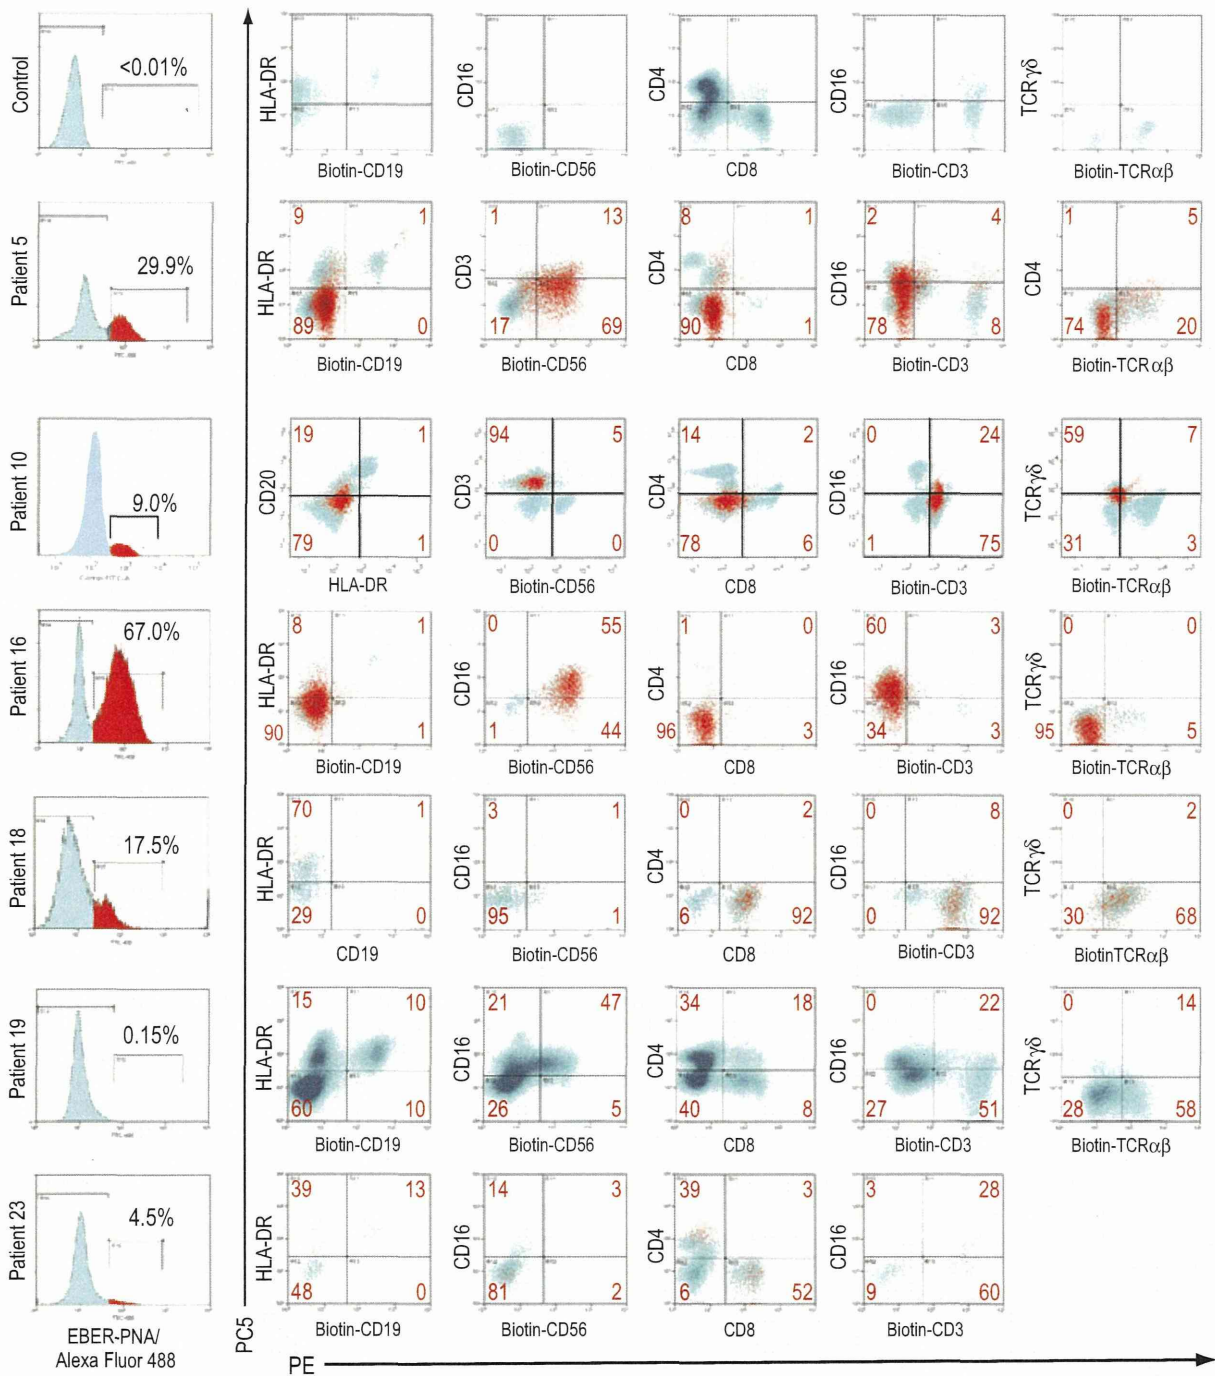 Control
<0.01%
HLA-DR
Biotin-CD19
CD16
Biotin-CD56
CD4
CD8
CD16
Biotin-CD3
TCRγδ
Biotin-TCRαβ
Patient 5
29.9%
HLA-DR
9 1
89 0
Biotin-CD19
CD3
1 13
17 69
Biotin-CD56
CD4
8 1
90 1
CD8
CD16
2 4
78 8
Biotin-CD3
CD4
1 5
74 20
Biotin-TCRαβ
Patient 10
9.0%
CD20
19 1
79 1
HLA-DR
CD3
94 5
0 0
Biotin-CD56
CD4
14 2
78 6
CD8
CD16
0 24
1 75
Biotin-CD3
TCRγδ
59 7
31 3
Biotin-TCRαβ
Patient 16
67.0%
HLA-DR
8 1
90 1
Biotin-CD19
CD16
0 55
1 44
Biotin-CD56
CD4
1 0
96 3
CD8
CD16
60 3
34 3
Biotin-CD3
TCRγδ
0 0
95 5
Biotin-TCRαβ
Patient 18
17.5%
HLA-DR
70 1
29 0
CD19
CD16
3 1
95 1
Biotin-CD56
CD4
0 2
6 92
CD8
CD16
0 8
0 92
Biotin-CD3
TCRγδ
0 2
30 68
BiotinTCRαβ
Patient 19
0.15%
HLA-DR
15 10
60 10
Biotin-CD19
CD16
21 47
26 5
Biotin-CD56
CD4
34 18
40 8
CD8
CD16
0 22
27 51
Biotin-CD3
TCRγδ
0 14
28 58
Biotin-TCRαβ
Patient 23
4.5%
HLA-DR
39 13
48 0
Biotin-CD19
CD16
14 3
81 2
Biotin-CD56
CD4
39 3
6 52
CD8
CD16
3 28
9 60
Biotin-CD3
EBER-PNA/
Alexa Fluor 488
PC5
PE